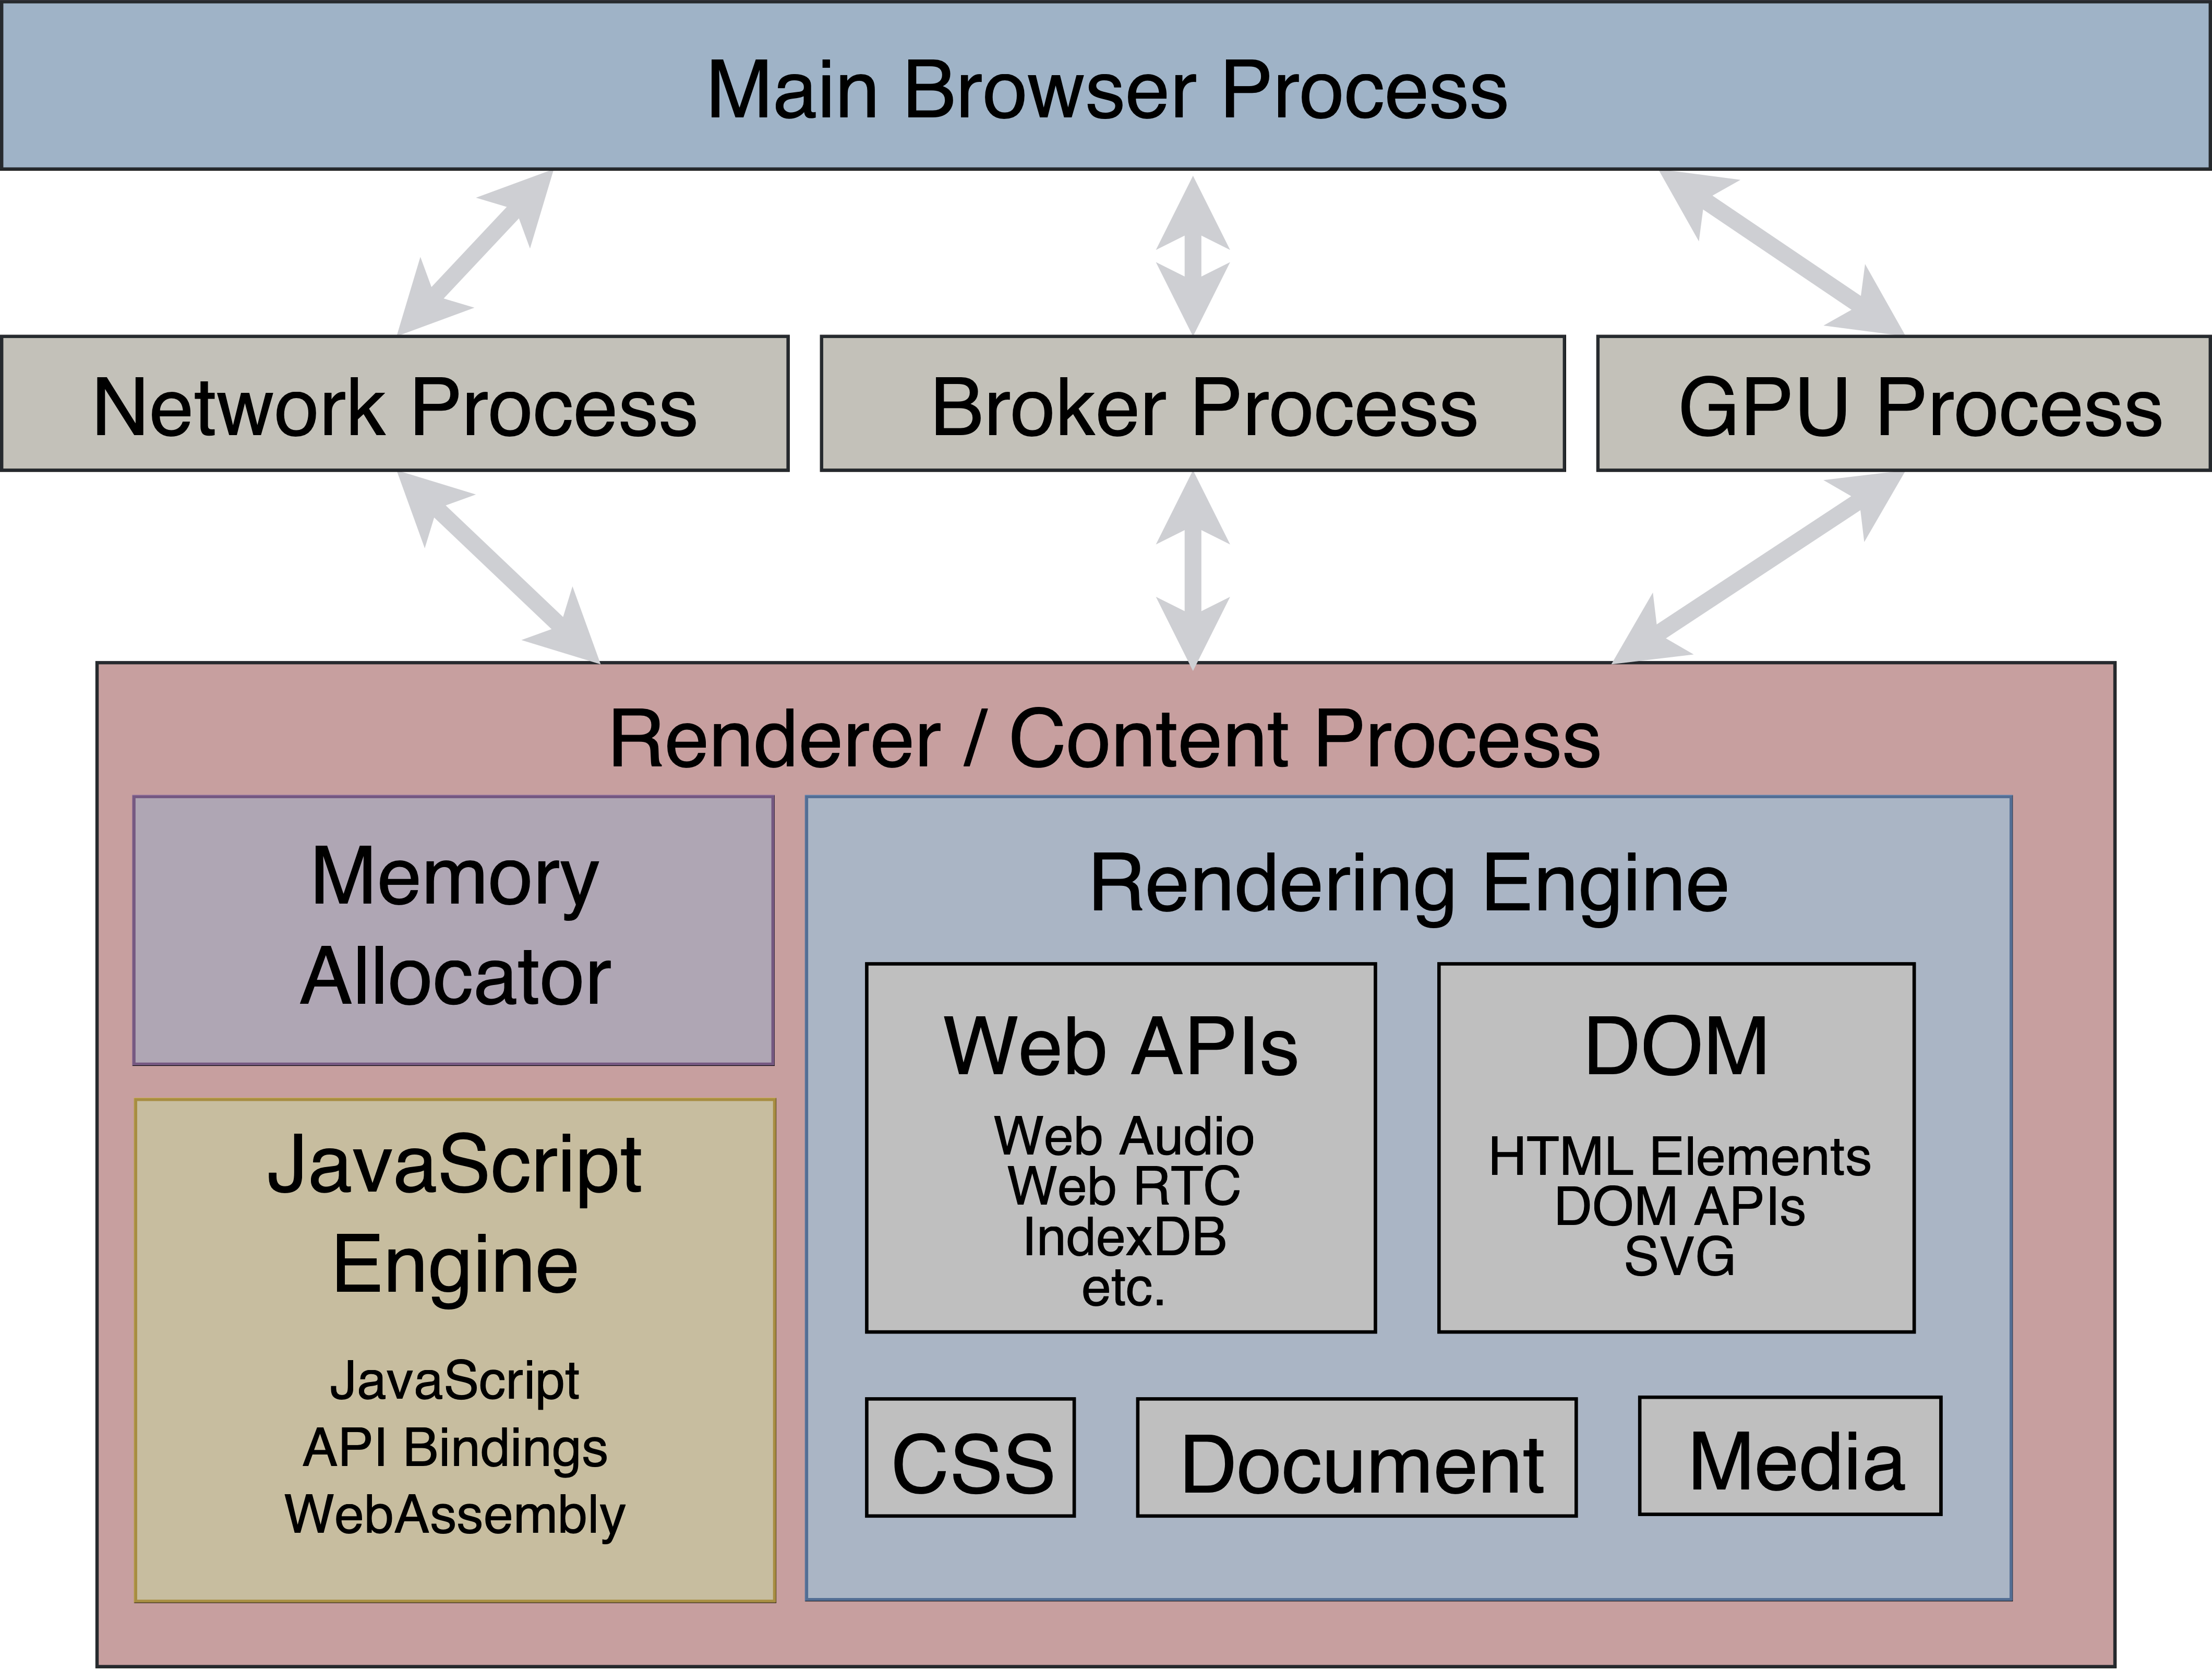 Main Browser Process
Network Process
Broker Process
GPU Process
Renderer / Content Process
Memory
Allocator
JavaScript
Engine
JavaScript
API Bindings
WebAssembly
Rendering Engine
Web APIs
Web Audio
Web RTC
IndexDB
etc.
DOM
HTML Elements
DOM APIs
SVG
CSS
Document
Media